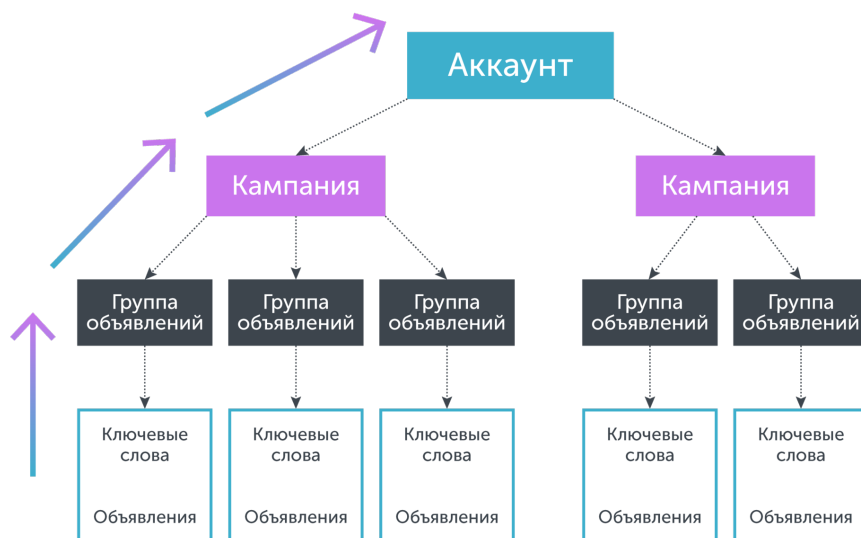 Аккаунт
Кампания
Кампания
Группа
объявлений
Группа
объявлений
Группа
объявлений
Группа
объявлений
Группа
объявлений
Ключевые
слова
Объявления
Ключевые
слова
Объявления
Ключевые
слова
Объявления
Ключевые
слова
Объявления
Ключевые
слова
Объявления